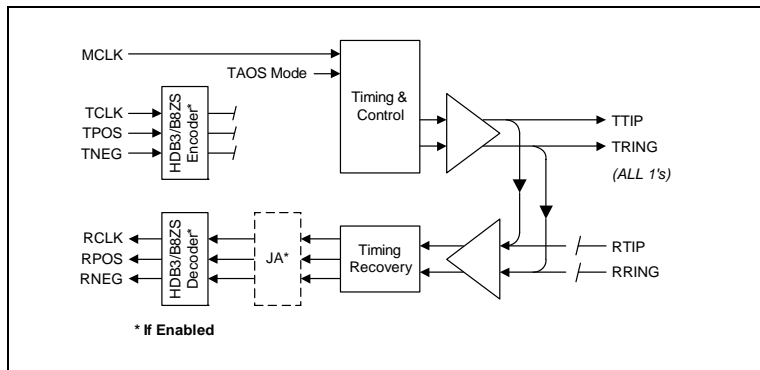 MCLK
TAOS Mode
Timing &
Control
TCLK
TPOS
TNEG
HDB3/B8ZS
Encoder*
TTIP
TRING
(ALL 1's)
RCLK
RPOS
RNEG
HDB3/B8ZS
Decoder*
JA*
Timing
Recovery
RTIP
RRING
* If Enabled